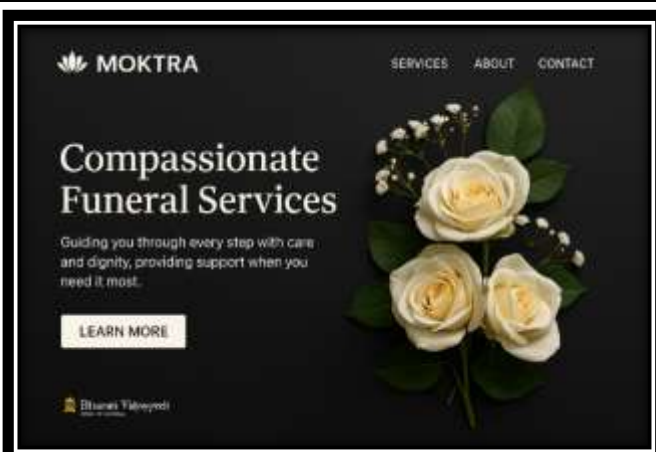 MOKTRA
SERVICES ABOUT CONTACT
Compassionate
Funeral Services
Guiding you through every step with care
and dignity, providing support when you
need it most.
LEARN MORE